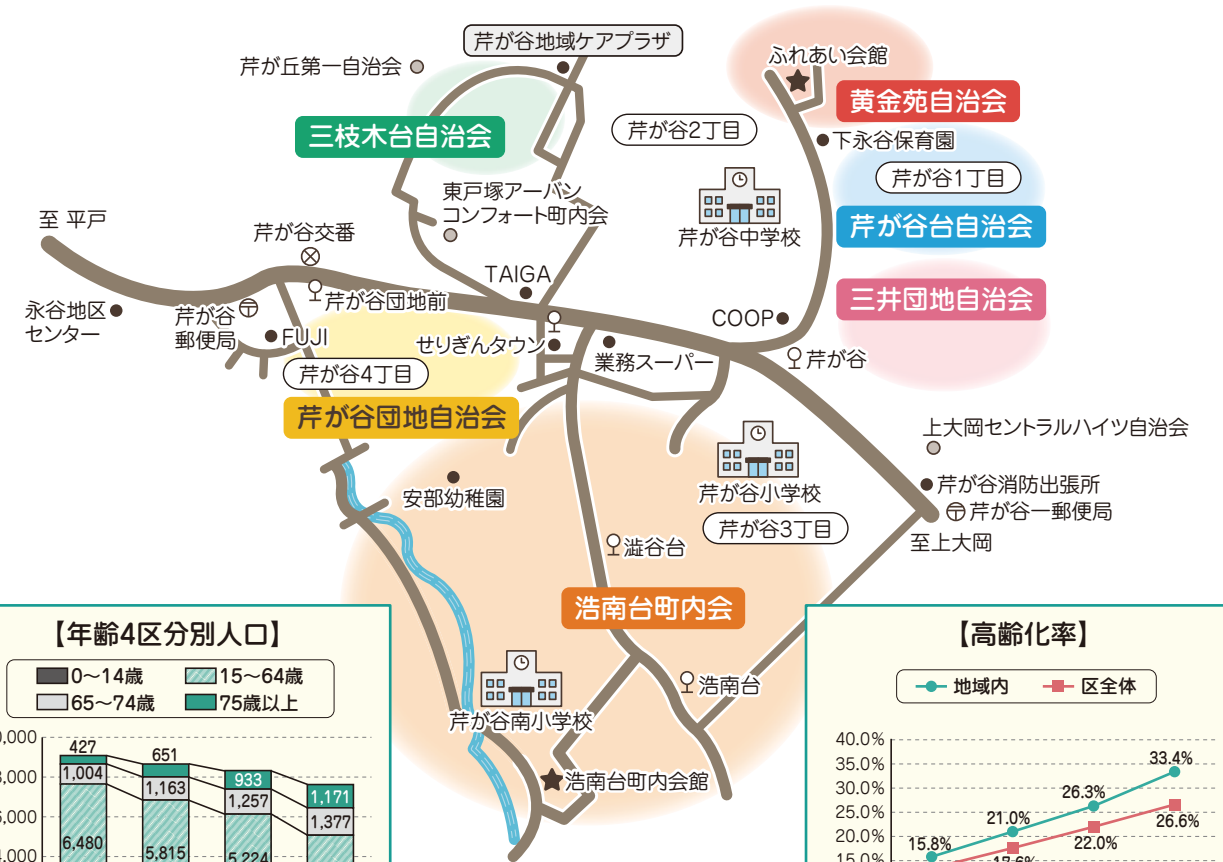 芹が谷地域ケアプラザ
ふれあい会館
芹が丘第一自治会
黄金苑自治会
三枝木台自治会
芹が谷2丁目
下永谷保育園
芹が谷1丁目
東戸塚アーバン
コンフォート町内会
芹が谷中学校
芹が谷台自治会
至 平戸
芹が谷交番
TAIGA
三井団地自治会
芹が谷団地前
永谷地区
センター
芹が谷
郵便局
FUJI
せりぎんタウン
業務スーパー
COOP
芹が谷
芹が谷4丁目
芹が谷団地自治会
上大岡セントラルハイツ自治会
安部幼稚園
芹が谷小学校
芹が谷消防出張所
芹が谷一郵便局
芹が谷3丁目
至上大岡
澁谷台
浩南台町内会
浩南台
芹が谷南小学校
浩南台町内会館
【年齢4区分別人口】
0〜14歳
15〜64歳
65〜74歳
75歳以上
427
651
933
1,171
1,004
1,163
1,257
1,377
6,480
5,815
5,224
【高齢化率】
地域内
区全体
40.0%
35.0%
30.0%
25.0%
20.0%
15.0%
15.8%
21.0%
26.3%
33.4%
17.6%
22.0%
26.6%